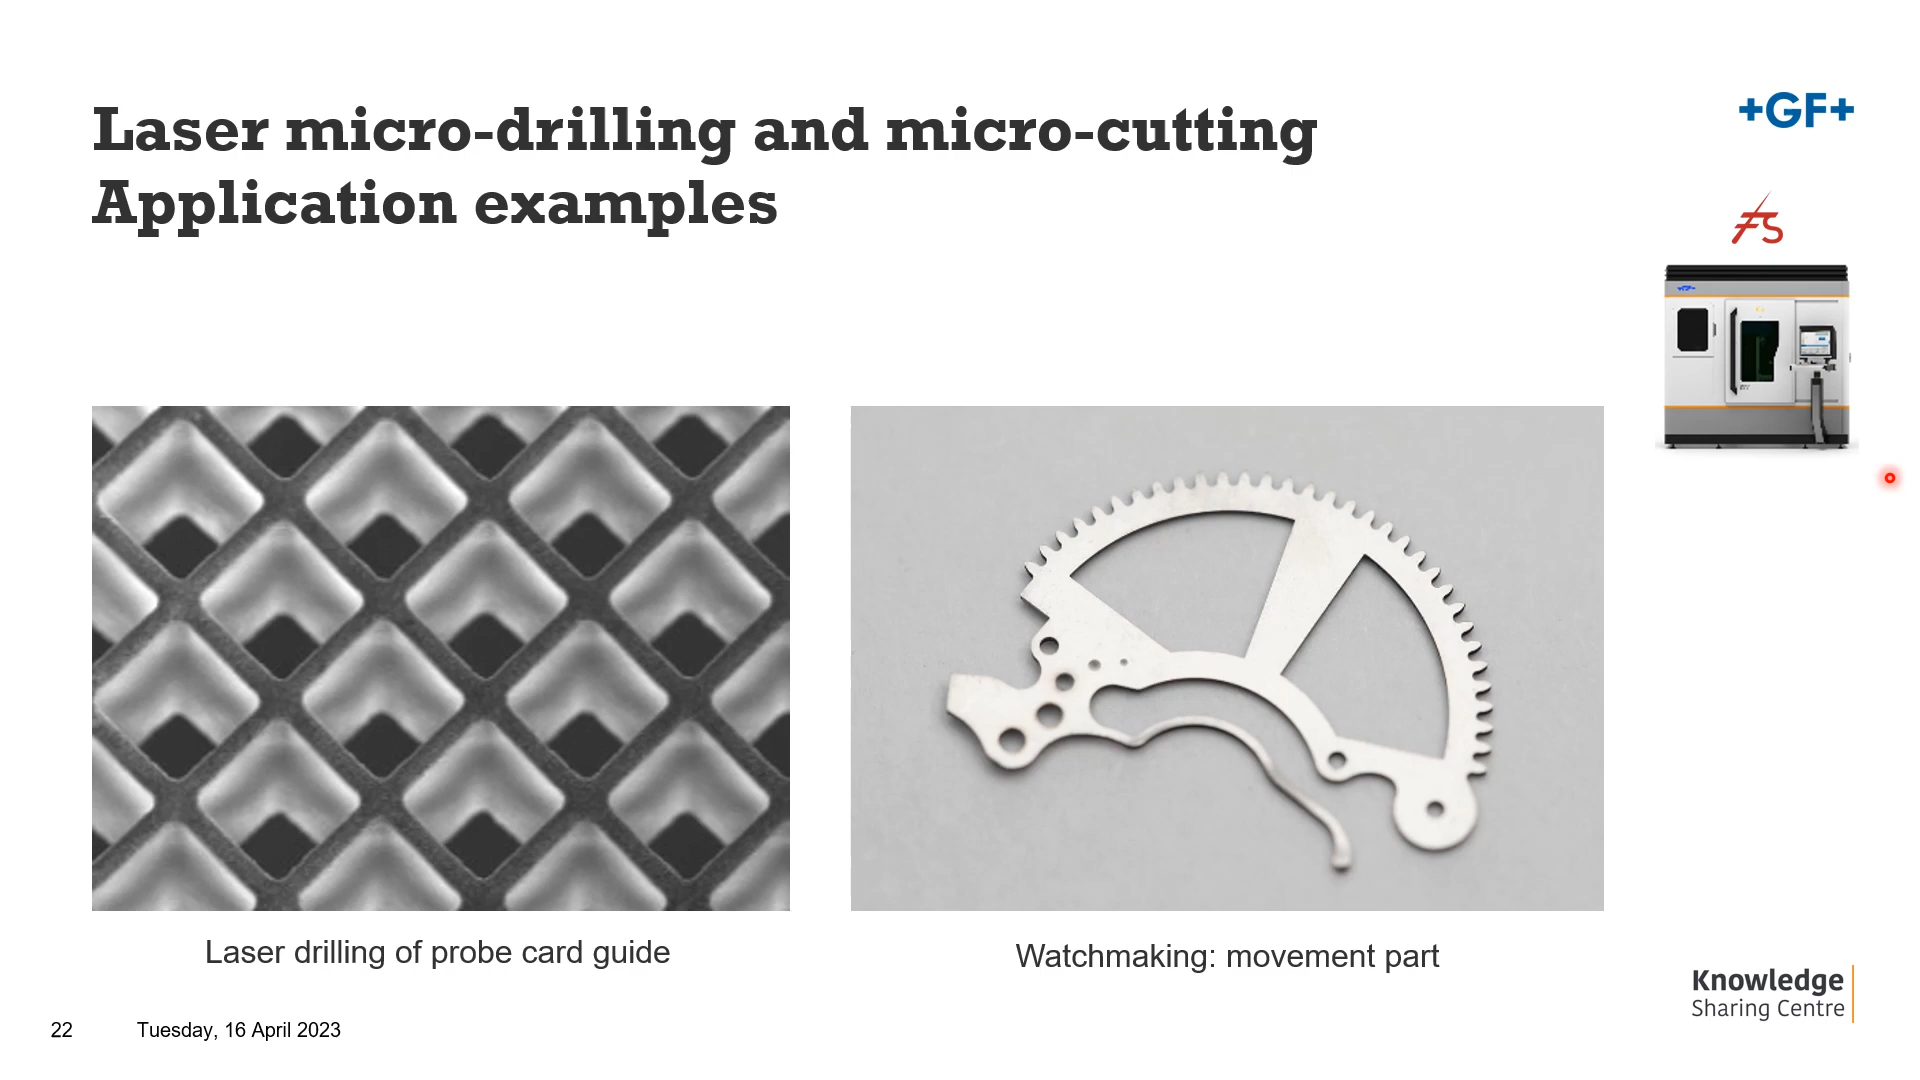 Laser micro-drilling and micro-cutting
Application examples
+GF+
fs
Laser drilling of probe card guide
Watchmaking: movement part
Knowledge
Sharing Centre
22
Tuesday, 16 April 2023